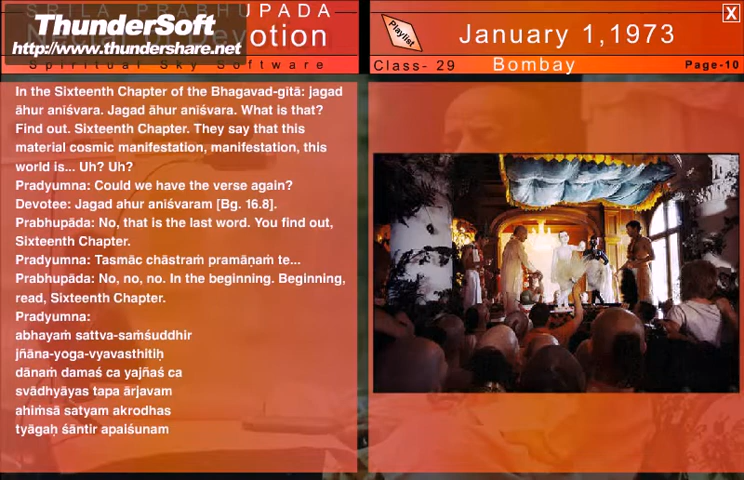 SRILA PRABHUPADA
ThunderSoft
http://www.thundershare.net
Nectar of Devotion
Spiritual Sky Software
Playlist
January 1,1973
X
Class- 29
Bombay
Page-10
In the Sixteenth Chapter of the Bhagavad-gītā: jagad
āhur anīśvara. Jagad āhur anīśvara. What is that?
Find out. Sixteenth Chapter. They say that this
material cosmic manifestation, manifestation, this
world is... Uh? Uh?
Pradyumna: Could we have the verse again?
Devotee: Jagad ahur anīśvaram [Bg. 16.8].
Prabhupāda: No, that is the last word. You find out,
Sixteenth Chapter.
Pradyumna: Tasmāc chāstraṁ pramāṇaṁ te...
Prabhupāda: No, no, no. In the beginning. Beginning,
read, Sixteenth Chapter.
Pradyumna:
abhayaṁ sattva-saṁśuddhir
jñāna-yoga-vyavasthitiḥ
dānaṁ damaś ca yajñaś ca
svādhyāyas tapa ārjavam
ahiṁsā satyam akrodhas
tyāgaḥ śāntir apaiśunam